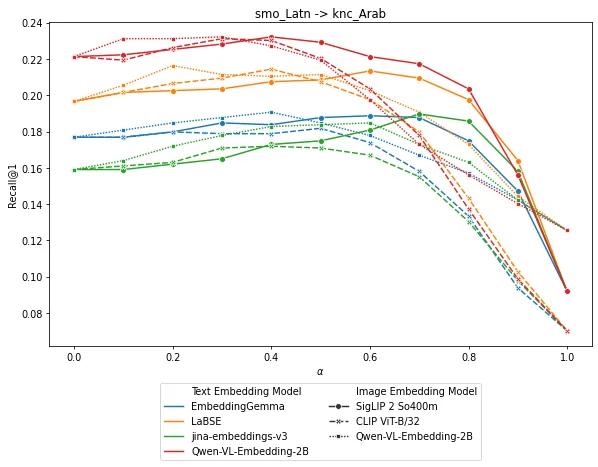 smo_Latn -> knc_Arab
Recall@1
0.24
0.22
0.20
0.18
0.16
0.14
0.12
0.10
0.08
0.0
0.2
0.4
0.6
0.8
1.0
α
Text Embedding Model
EmbeddingGemma
LaBSE
jina-embeddings-v3
Qwen-VL-Embedding-2B
Image Embedding Model
SigLIP 2 So400m
CLIP ViT-B/32
Qwen-VL-Embedding-2B